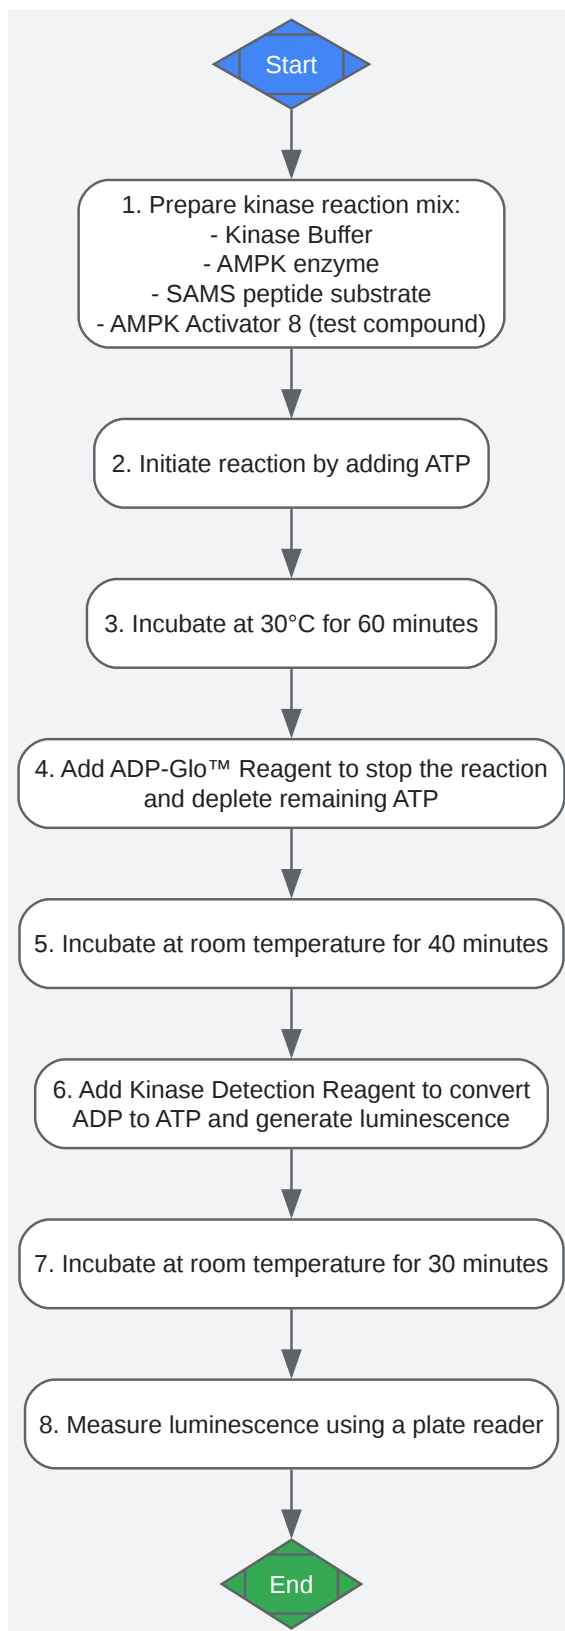 Start
1. Prepare kinase reaction mix:
- Kinase Buffer
- AMPK enzyme
- SAMS peptide substrate
- AMPK Activator 8 (test compound)
2. Initiate reaction by adding ATP
3. Incubate at 30°C for 60 minutes
4. Add ADP-Glo™ Reagent to stop the reaction
and deplete remaining ATP
5. Incubate at room temperature for 40 minutes
6. Add Kinase Detection Reagent to convert
ADP to ATP and generate luminescence
7. Incubate at room temperature for 30 minutes
8. Measure luminescence using a plate reader
End